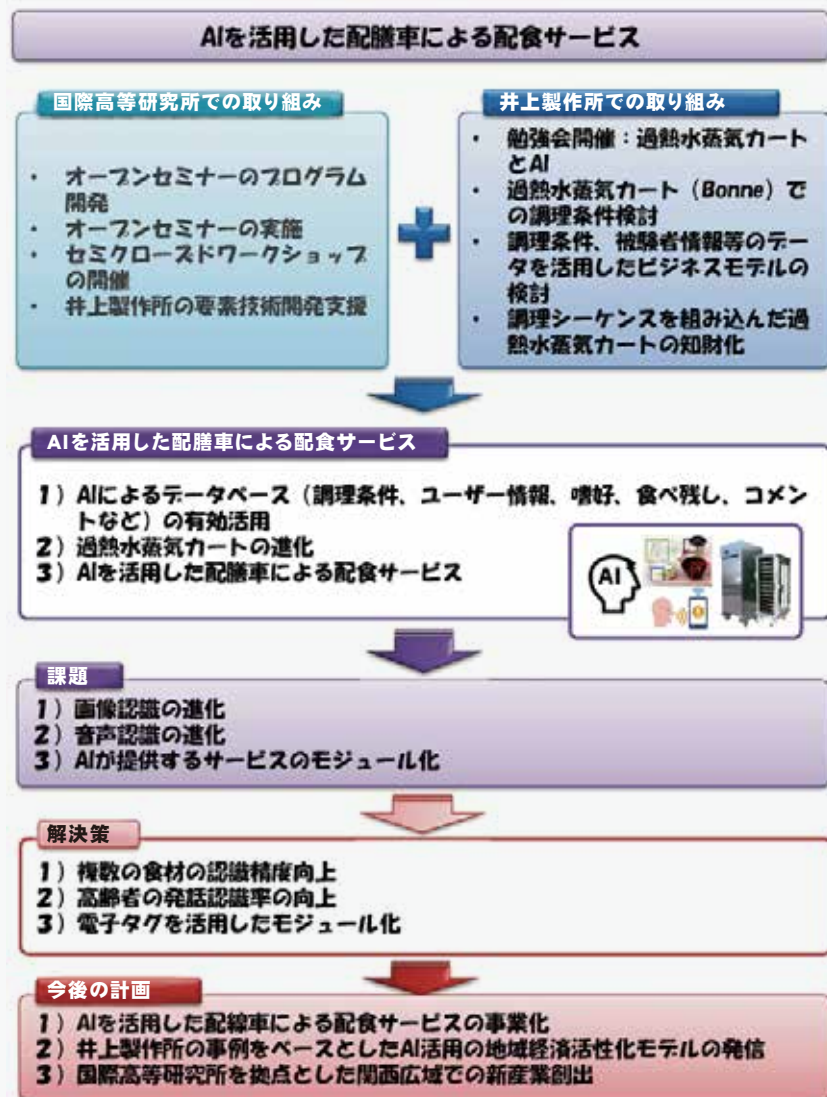 AIを活用した配膳車による配食サービス
国際高等研究所での取り組み
・ オープンセミナーのプログラム
開発
・ オープンセミナーの実施
・ セミクローズドワークショップ
の開催
・ 井上製作所の要素技術開発支援
井上製作所での取り組み
・ 勉強会開催：過熱水蒸気カート
とAI
・ 過熱水蒸気カート（Bonne）で
の調理条件検討
・ 調理条件、被験者情報等のデー
タを活用したビジネスモデルの
検討
・ 調理シーケンスを組み込んだ過
熱水蒸気カートの知財化
AIを活用した配膳車による配食サービス
1）AIによるデータベース（調理条件、ユーザー情報、嗜好、食べ残し、コメン
トなど）の有効活用
2）過熱水蒸気カートの進化
3）AIを活用した配膳車による配食サービス
AI
課題
1）画像認識の進化
2）音声認識の進化
3）AIが提供するサービスのモジュール化
解決策
1）複数の食材の認識精度向上
2）高齢者の発話認識率の向上
3）電子タグを活用したモジュール化
今後の計画
1）AIを活用した配線車による配食サービスの事業化
2）井上製作所の事例をベースとしたAI活用の地域経済活性化モデルの発信
3）国際高等研究所を拠点とした関西広域での新産業創出